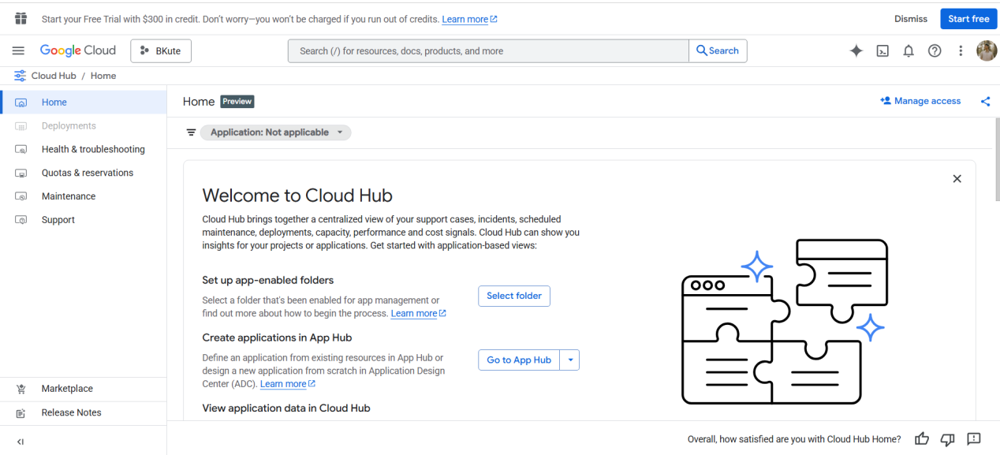 Start your Free Trial with $300 in credit. Don’t worry—you won’t be charged if you run out of credits. Learn more
Dismiss
Start free
Google Cloud
BKute
Search (/) for resources, docs, products, and more
Search
Cloud Hub / Home
Home
Deployments
Health & troubleshooting
Quotas & reservations
Maintenance
Support
Marketplace
Release Notes
Home Preview
Manage access
Application: Not applicable
Welcome to Cloud Hub
Cloud Hub brings together a centralized view of your support cases, incidents, scheduled
maintenance, deployments, capacity, performance and cost signals. Cloud Hub can show you
insights for your projects or applications. Get started with application-based views:
Set up app-enabled folders
Select a folder that's been enabled for app management or
find out more about how to begin the process. Learn more
Select folder
Create applications in App Hub
Define an application from existing resources in App Hub or
design a new application from scratch in Application Design
Center (ADC). Learn more
Go to App Hub
View application data in Cloud Hub
Overall, how satisfied are you with Cloud Hub Home?